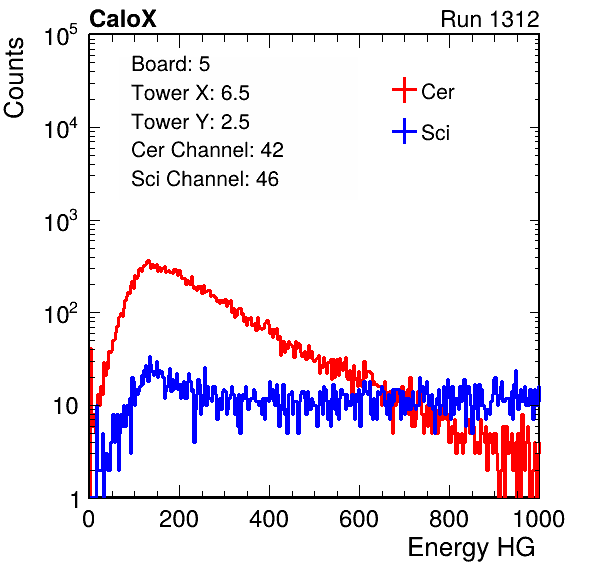 CaloX Run 1312
Counts
Board: 5
Tower X: 6.5
Tower Y: 2.5
Cer Channel: 42
Sci Channel: 46
Cer
Sci
10^5
10^4
10^3
10^2
10
1
0 200 400 600 800 1000
Energy HG